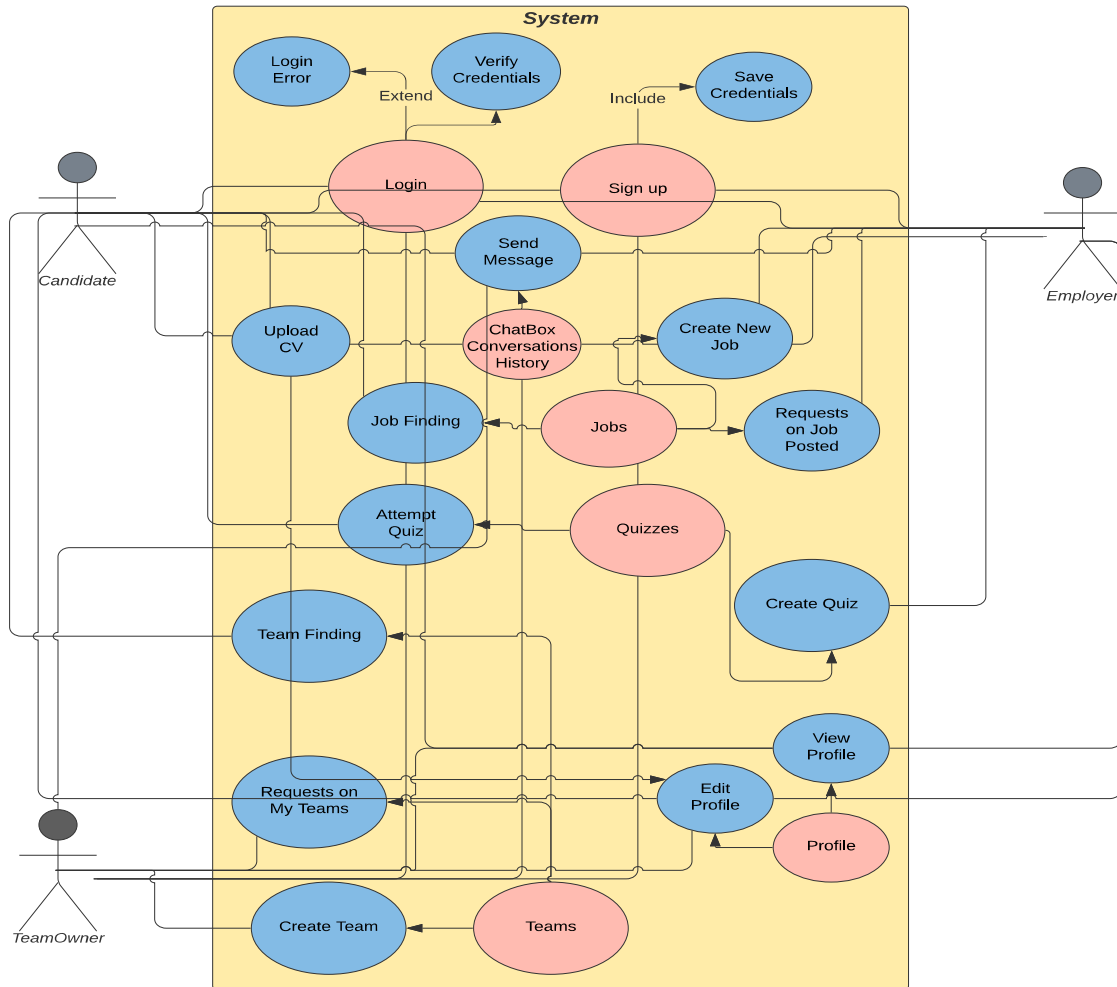 System
Login
Error
Verify
Credentials
Save
Credentials
Extend
Include
Login
Sign up
Candidate
Employer
Send
Message
Upload
CV
ChatBox
Conversations
History
Create New
Job
Job Finding
Jobs
Requests
on Job
Posted
Attempt
Quiz
Quizzes
Create Quiz
Team Finding
View
Profile
Requests on
My Teams
Edit
Profile
Profile
TeamOwner
Create Team
Teams